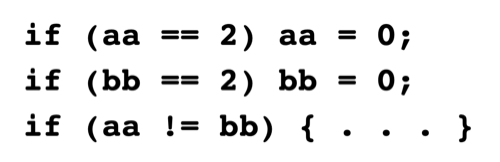 if (aa == 2) aa = 0;
if (bb == 2) bb = 0;
if (aa != bb) { . . . }